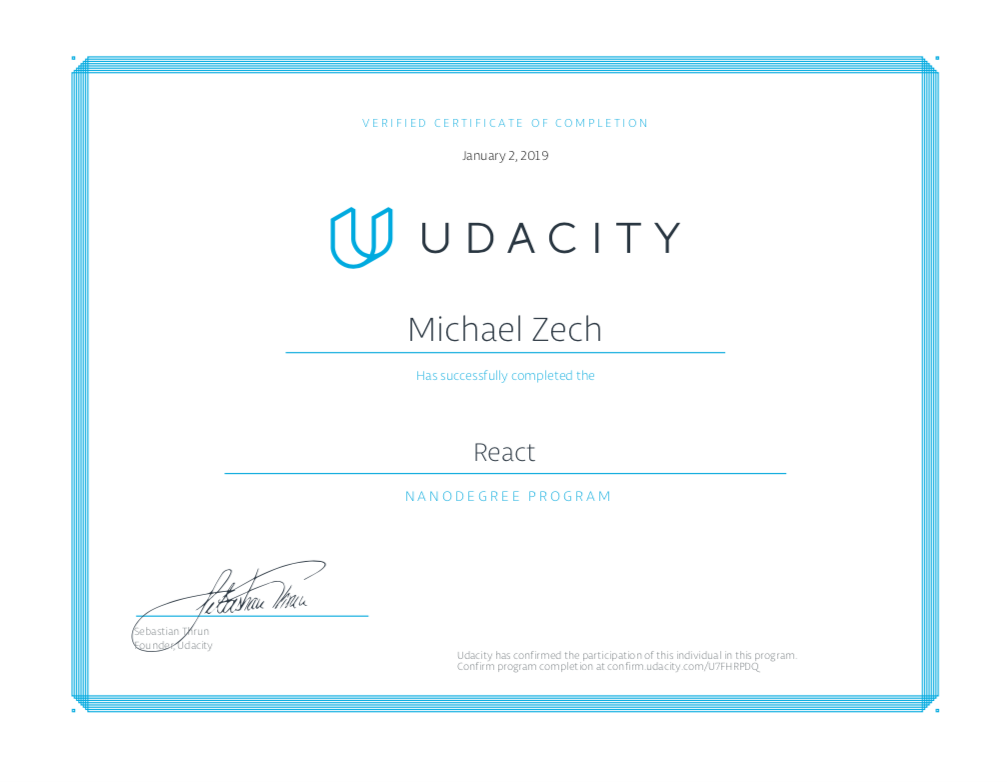 VERIFIED CERTIFICATE OF COMPLETION
January 2, 2019
UDACITY
Michael Zech
Has successfully completed the
React
NANODEGREE PROGRAM
Sebastian Thrun
Sebastian Thrun
Founder, Udacity
Udacity has confirmed the participation of this individual in this program.
Confirm program completion at confirm.udacity.com/U7FHRPDQ